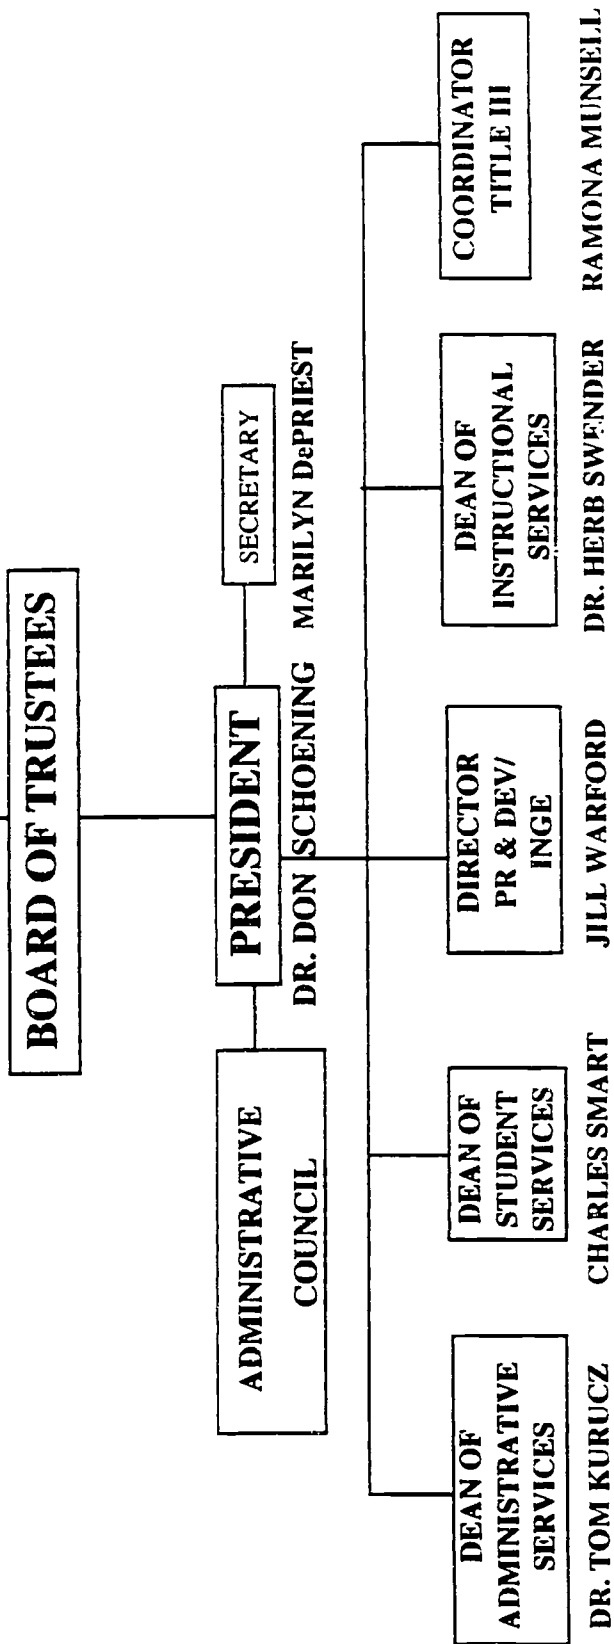 BOARD OF TRUSTEES
ADMINISTRATIVE
COUNCIL
PRESIDENT
DR. DON SCHOENING
SECRETARY
MARILYN DePRIEST
DEAN OF
ADMINISTRATIVE
SERVICES
DR. TOM KURUCZ
DEAN OF
STUDENT
SERVICES
CHARLES SMART
DIRECTOR
PR & DEV/
INGE
JILL WARFORD
DEAN OF
INSTRUCTIONAL
SERVICES
DR. HERB SWENDER
COORDINATOR
TITLE III
RAMONA MUNSELL